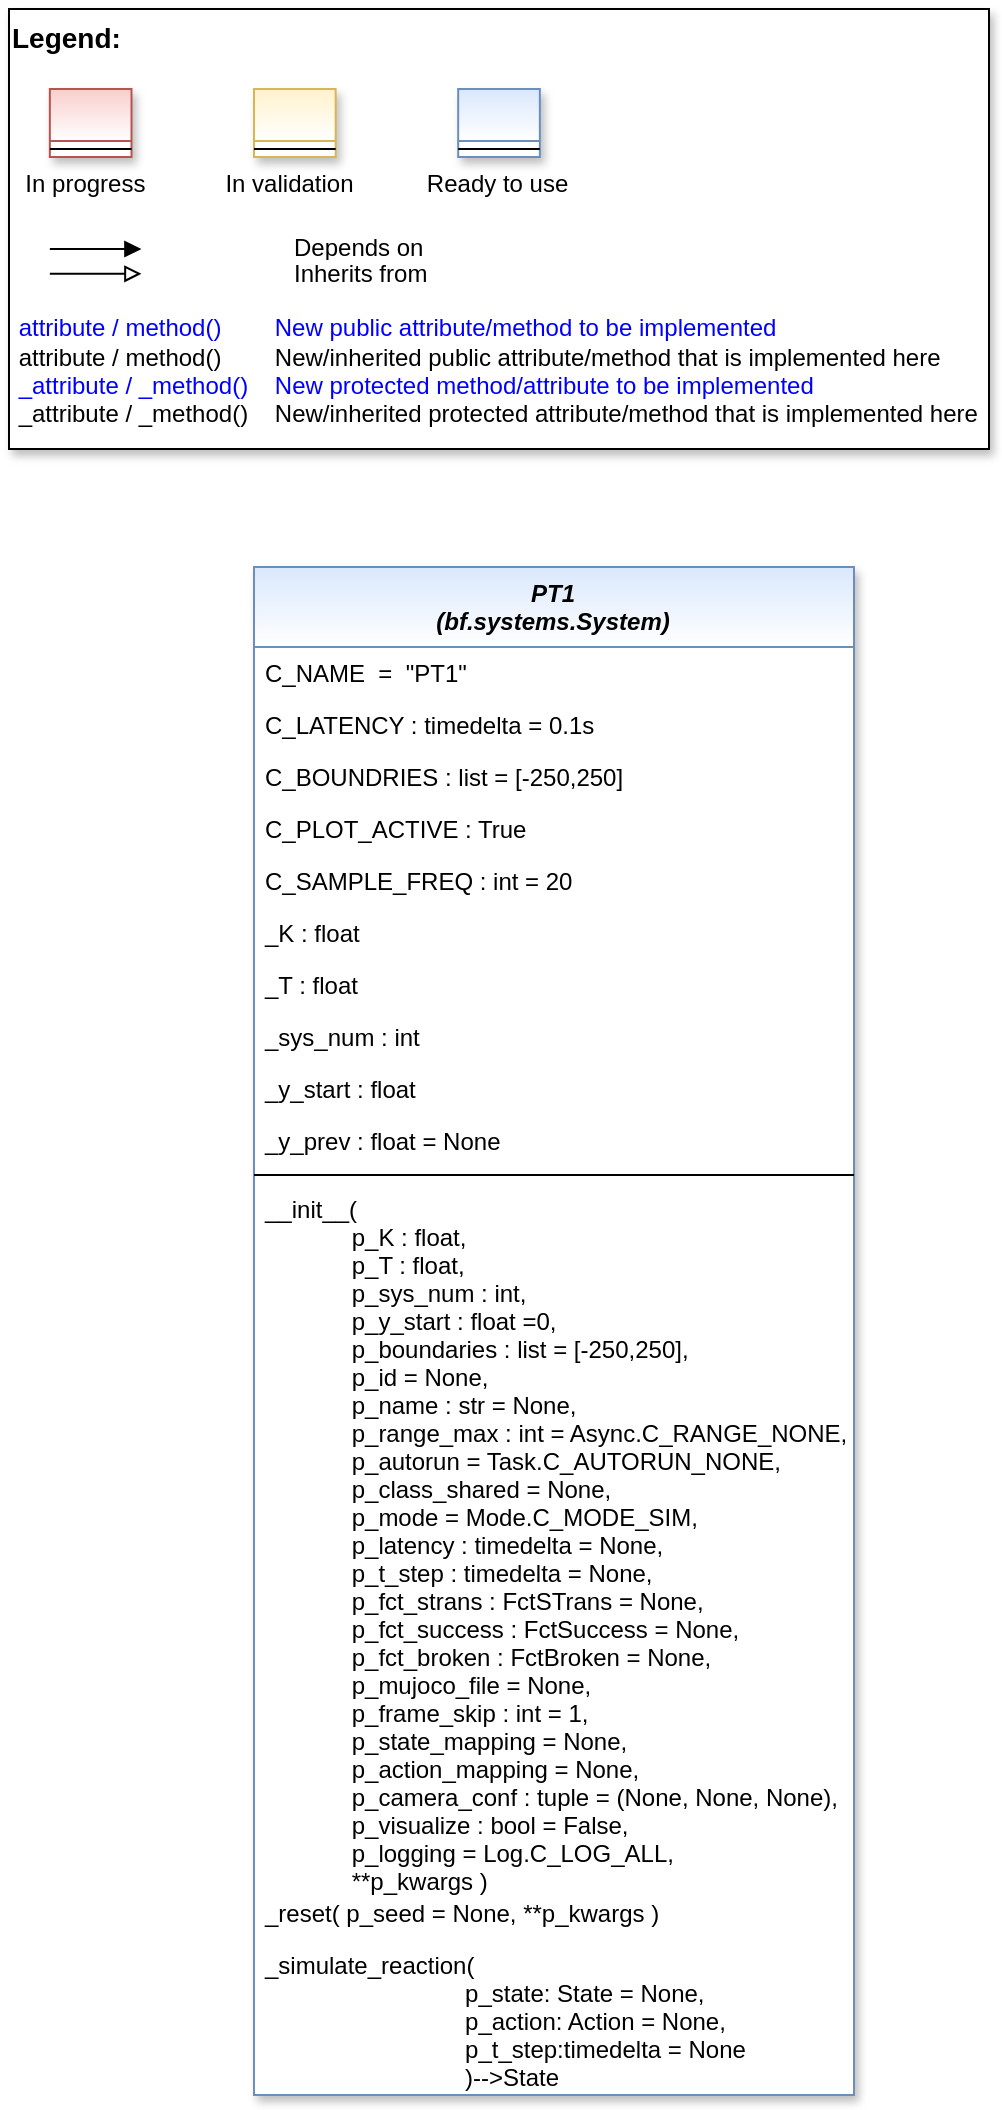 Legend:
In progress
In validation
Ready to use
Depends on
Inherits from
attribute / method() New public attribute/method to be implemented
attribute / method() New/inherited public attribute/method that is implemented here
_attribute / _method() New protected method/attribute to be implemented
_attribute / _method() New/inherited protected attribute/method that is implemented here
PT1
(bf.systems.System)
C_NAME = "PT1"
C_LATENCY : timedelta = 0.1s
C_BOUNDRIES : list = [-250,250]
C_PLOT_ACTIVE : True
C_SAMPLE_FREQ : int = 20
_K : float
_T : float
_sys_num : int
_y_start : float
_y_prev : float = None
__init__(
p_K : float,
p_T : float,
p_sys_num : int,
p_y_start : float =0,
p_boundaries : list = [-250,250],
p_id = None,
p_name : str = None,
p_range_max : int = Async.C_RANGE_NONE,
p_autorun = Task.C_AUTORUN_NONE,
p_class_shared = None,
p_mode = Mode.C_MODE_SIM,
p_latency : timedelta = None,
p_t_step : timedelta = None,
p_fct_strans : FctSTrans = None,
p_fct_success : FctSuccess = None,
p_fct_broken : FctBroken = None,
p_mujoco_file = None,
p_frame_skip : int = 1,
p_state_mapping = None,
p_action_mapping = None,
p_camera_conf : tuple = (None, None, None),
p_visualize : bool = False,
p_logging = Log.C_LOG_ALL,
**p_kwargs )
_reset( p_seed = None, **p_kwargs )
_simulate_reaction(
p_state: State = None,
p_action: Action = None,
p_t_step:timedelta = None
)-->State